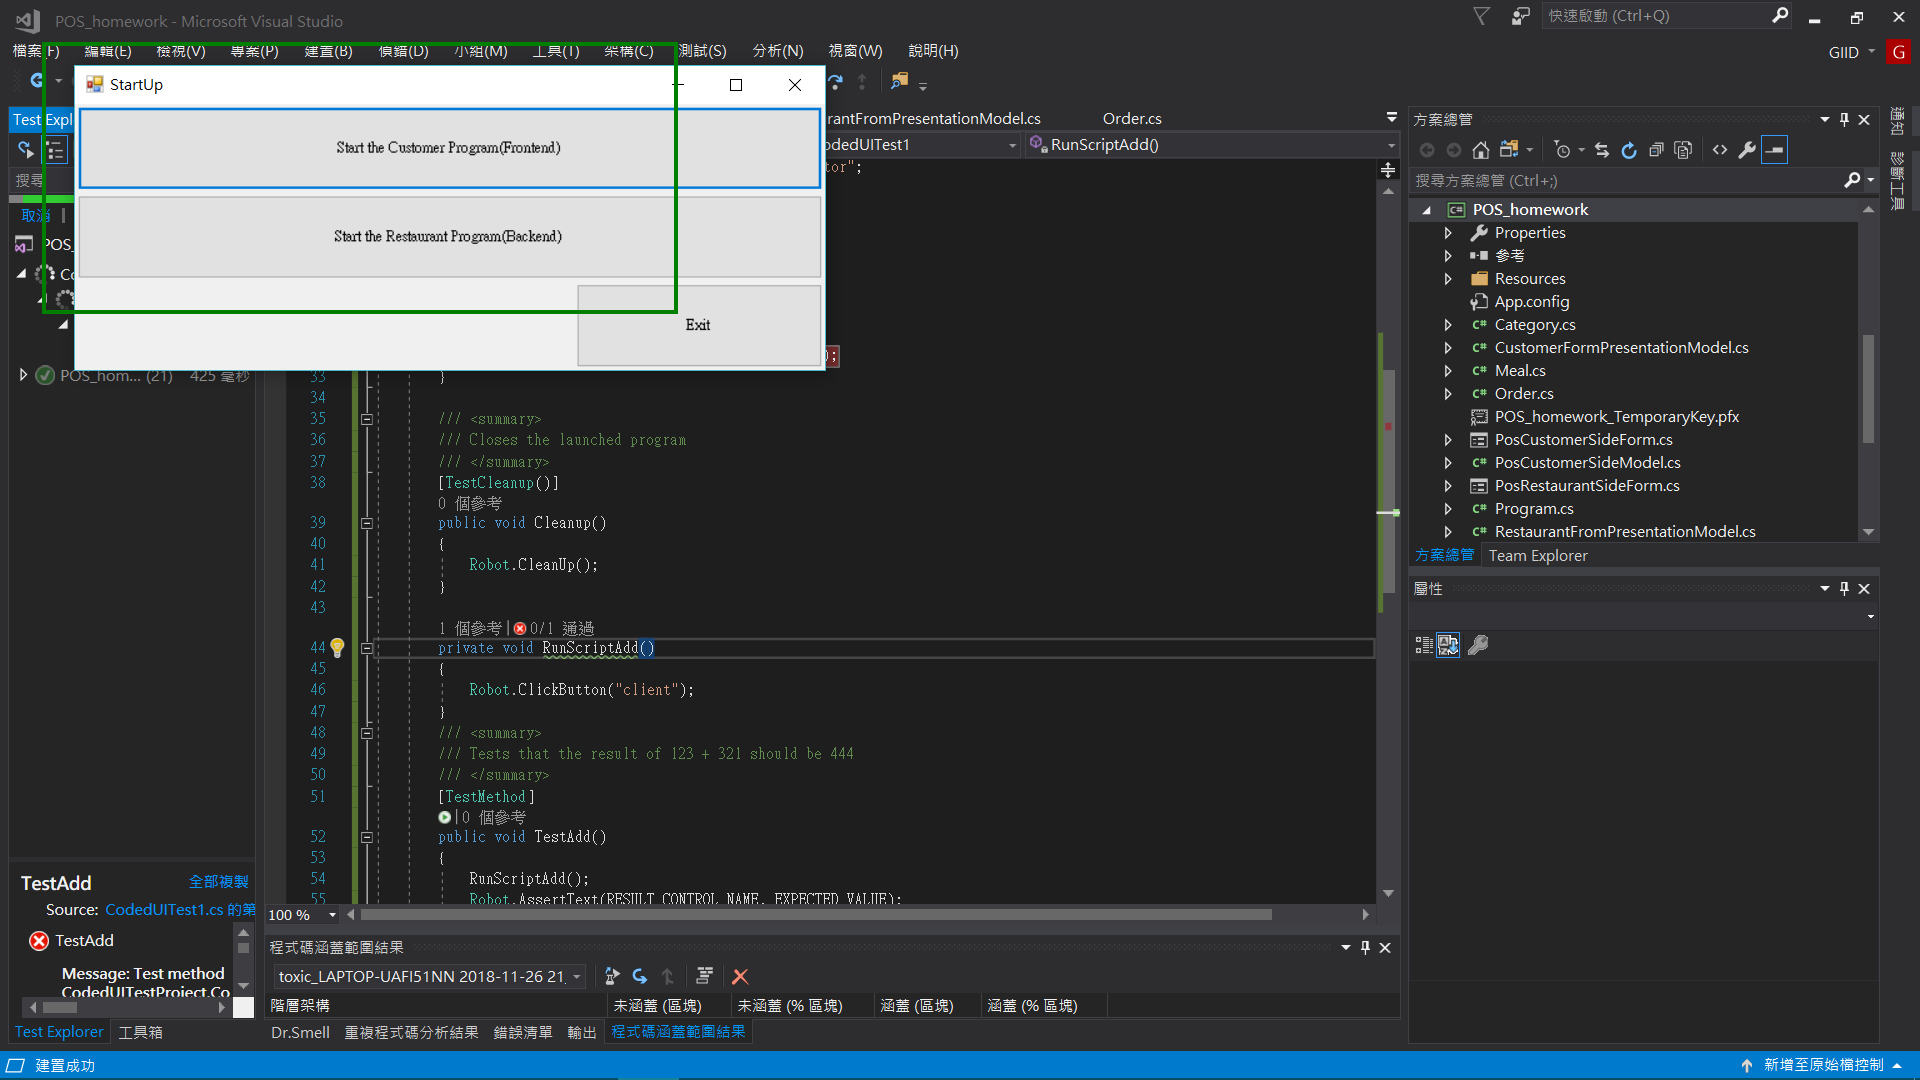 POS_homework - Microsoft Visual Studio
快速啟動 (Ctrl+Q)
檔案(F) 編輯(E) 檢視(V) 專案(P) 建置(B) 偵錯(D) 小組(M) 工具(T) 架構(C) 測試(S) 分析(N) 視窗(W) 說明(H)
GIID G
StartUp
Start the Customer Program(Frontend)
Start the Restaurant Program(Backend)
Exit
Test Expl
搜尋
取消
POS_
Co
POS_hom... (21) 425 毫秒
rantFromPresentationModel.cs Order.cs
odedUITest1 RunScriptAdd()
tor";
);
33 }
34
35 /// <summary>
36 /// Closes the launched program
37 /// </summary>
38 [TestCleanup()]
0 個參考
39 public void Cleanup()
40 {
41 Robot.CleanUp();
42 }
43
1 個參考 | 0/1 通過
44 private void RunScriptAdd()
45 {
46 Robot.ClickButton("client");
47 }
48 /// <summary>
49 /// Tests that the result of 123 + 321 should be 444
50 /// </summary>
51 [TestMethod]
|0 個參考
52 public void TestAdd()
53 {
54 RunScriptAdd();
55 Robot.AssertText(RESULT_CONTROL_NAME, EXPECTED_VALUE);
100 %
TestAdd 全部複製
Source: CodedUITest1.cs 的第
TestAdd
Message: Test method
CodedUITestProject.Co
Test Explorer 工具箱
程式碼涵蓋範圍結果
toxic_LAPTOP-UAFI51NN 2018-11-26 21_
階層架構 未涵蓋 (區塊) 未涵蓋 (% 區塊) 涵蓋 (區塊) 涵蓋 (% 區塊)
Dr.Smell 重複程式碼分析結果 錯誤清單 輸出 程式碼涵蓋範圍結果
方案總管
搜尋方案總管 (Ctrl+;)
C# POS_homework
Properties
參考
Resources
App.config
C# Category.cs
C# CustomerFormPresentationModel.cs
C# Meal.cs
C# Order.cs
POS_homework_TemporaryKey.pfx
PosCustomerSideForm.cs
C# PosCustomerSideModel.cs
PosRestaurantSideForm.cs
C# Program.cs
C# RestaurantFromPresentationModel.cs
方案總管 Team Explorer
屬性
通知
診斷工具
建置成功
新增至原始檔控制